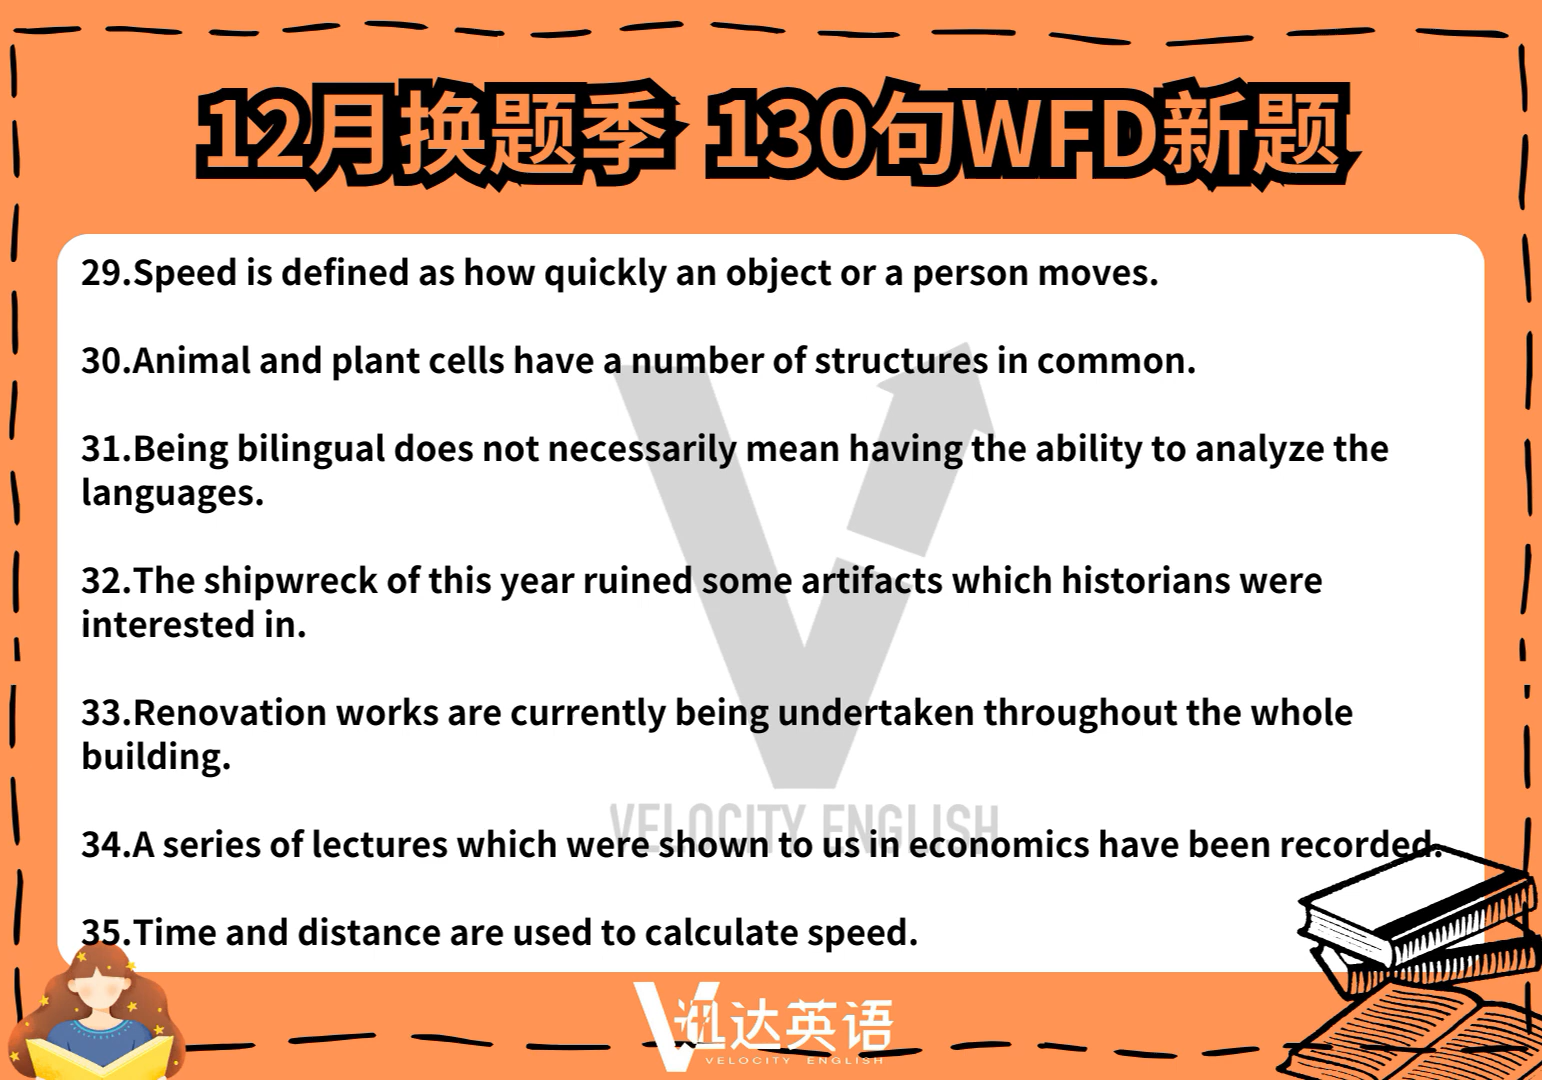 12月换题季 130句WFD新题
29.Speed is defined as how quickly an object or a person moves.
30.Animal and plant cells have a number of structures in common.
31.Being bilingual does not necessarily mean having the ability to analyze the
languages.
32.The shipwreck of this year ruined some artifacts which historians were
interested in.
33.Renovation works are currently being undertaken throughout the whole
building.
VELOCITY ENGLISH
34.A series of lectures which were shown to us in economics have been recorded.
35.Time and distance are used to calculate speed.
迅达英语
VELOCITY ENGLISH